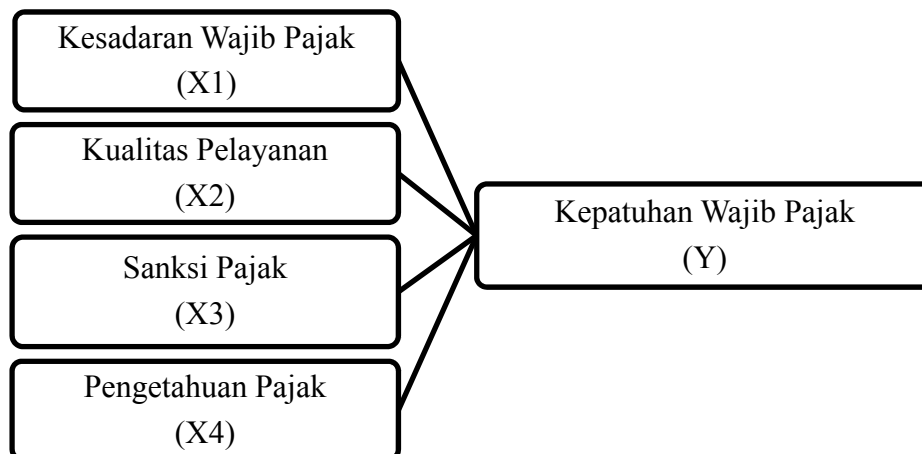 Kesadaran Wajib Pajak
(X1)
Kualitas Pelayanan
(X2)
Sanksi Pajak
(X3)
Pengetahuan Pajak
(X4)
Kepatuhan Wajib Pajak
(Y)